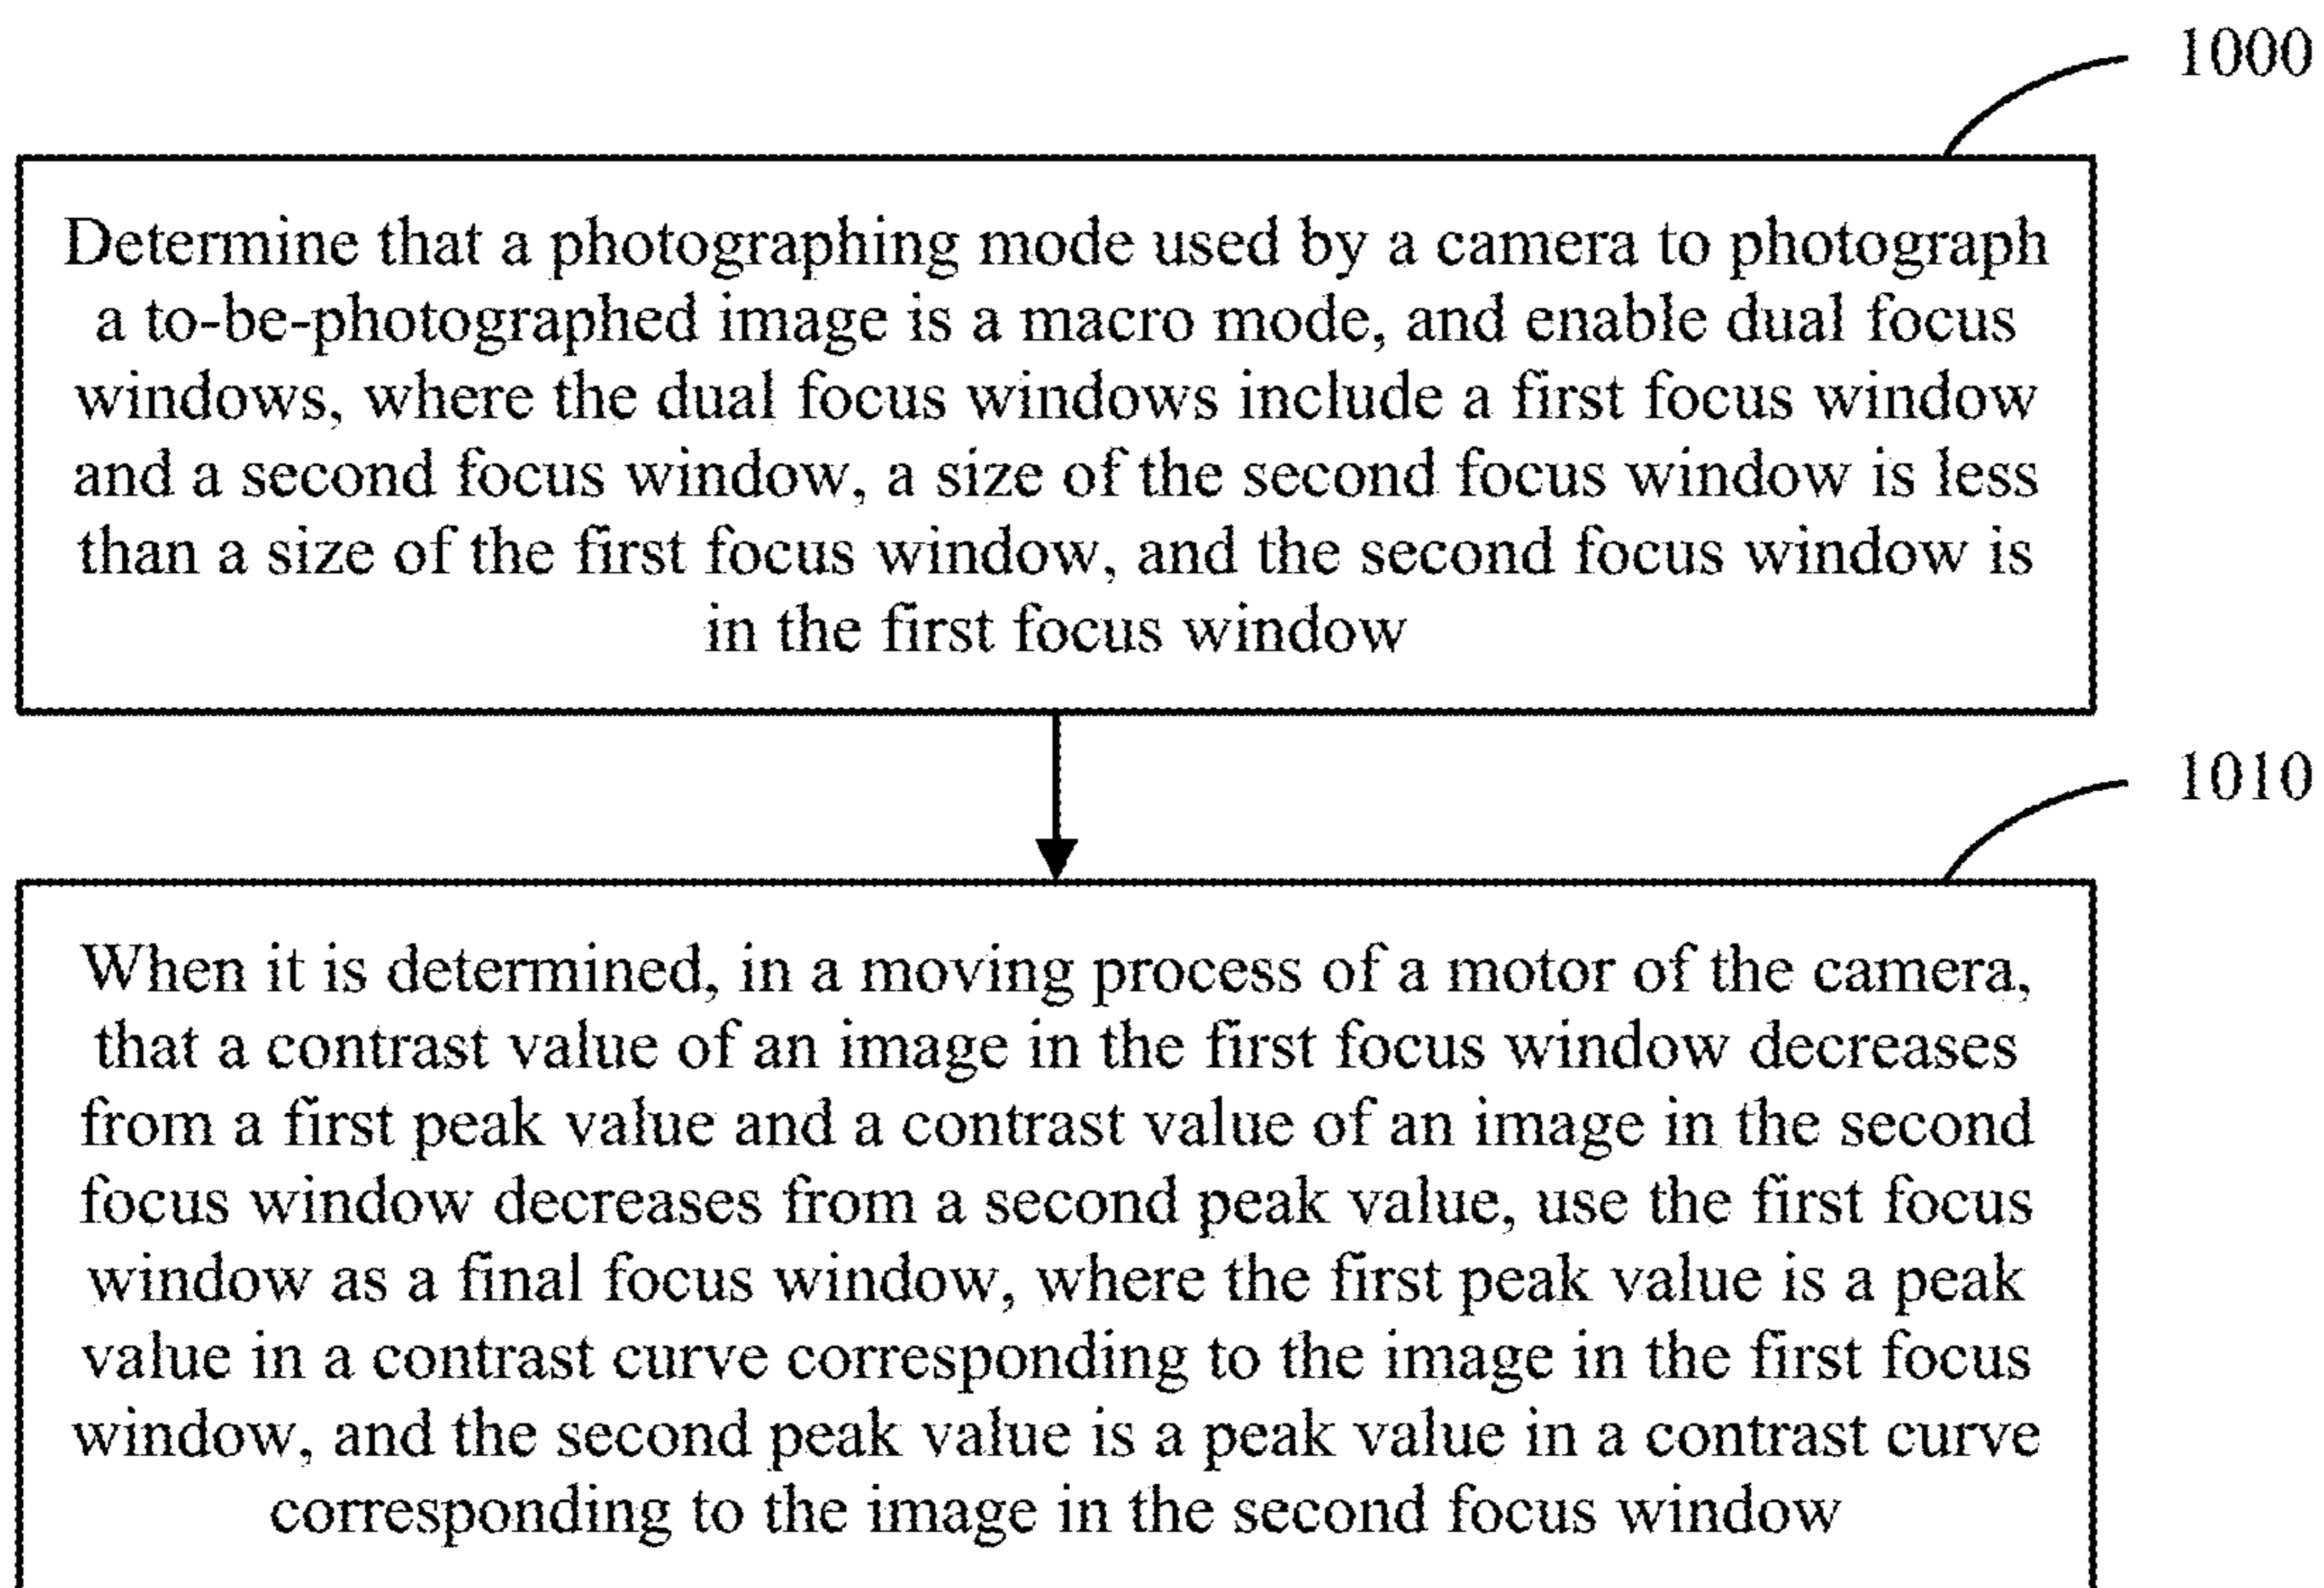 1000
Determine that a photographing mode used by a camera to photograph
a to-be-photographed image is a macro mode, and enable dual focus
windows, where the dual focus windows include a first focus window
and a second focus window, a size of the second focus window is less
than a size of the first focus window, and the second focus window is
in the first focus window
1010
When it is determined, in a moving process of a motor of the camera,
that a contrast value of an image in the first focus window decreases
from a first peak value and a contrast value of an image in the second
focus window decreases from a second peak value, use the first focus
window as a final focus window, where the first peak value is a peak
value in a contrast curve corresponding to the image in the first focus
window, and the second peak value is a peak value in a contrast curve
corresponding to the image in the second focus window